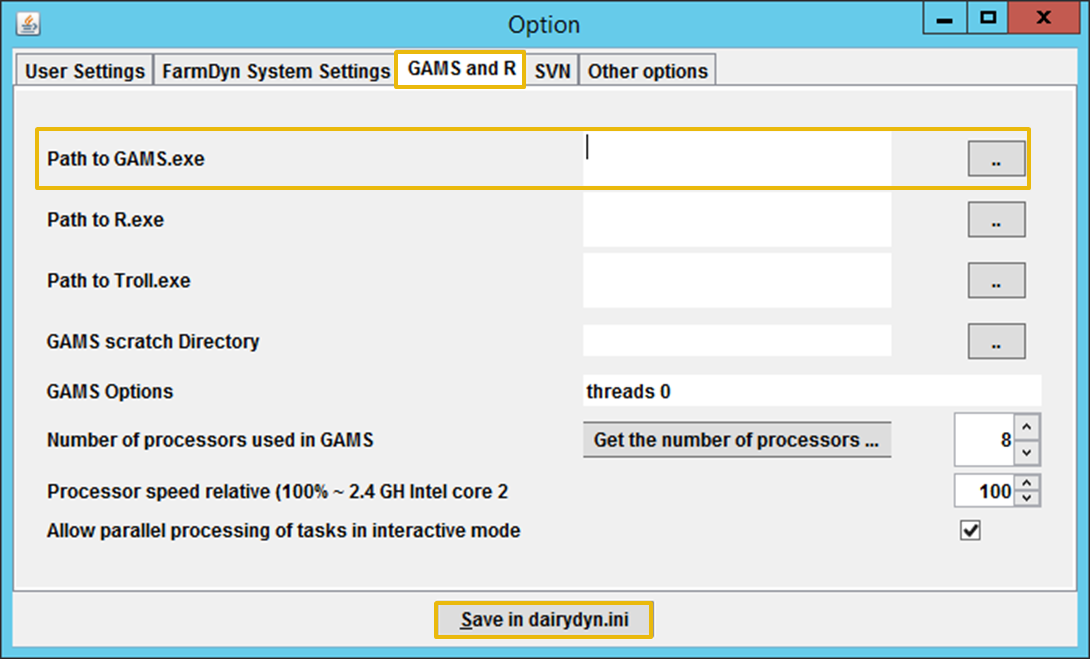 Option
User Settings FarmDyn System Settings GAMS and R SVN Other options
Path to GAMS.exe ..
Path to R.exe ..
Path to Troll.exe ..
GAMS scratch Directory ..
GAMS Options threads 0
Number of processors used in GAMS Get the number of processors ... 8
Processor speed relative (100% ~ 2.4 GH Intel core 2 100
Allow parallel processing of tasks in interactive mode
Save in dairydyn.ini